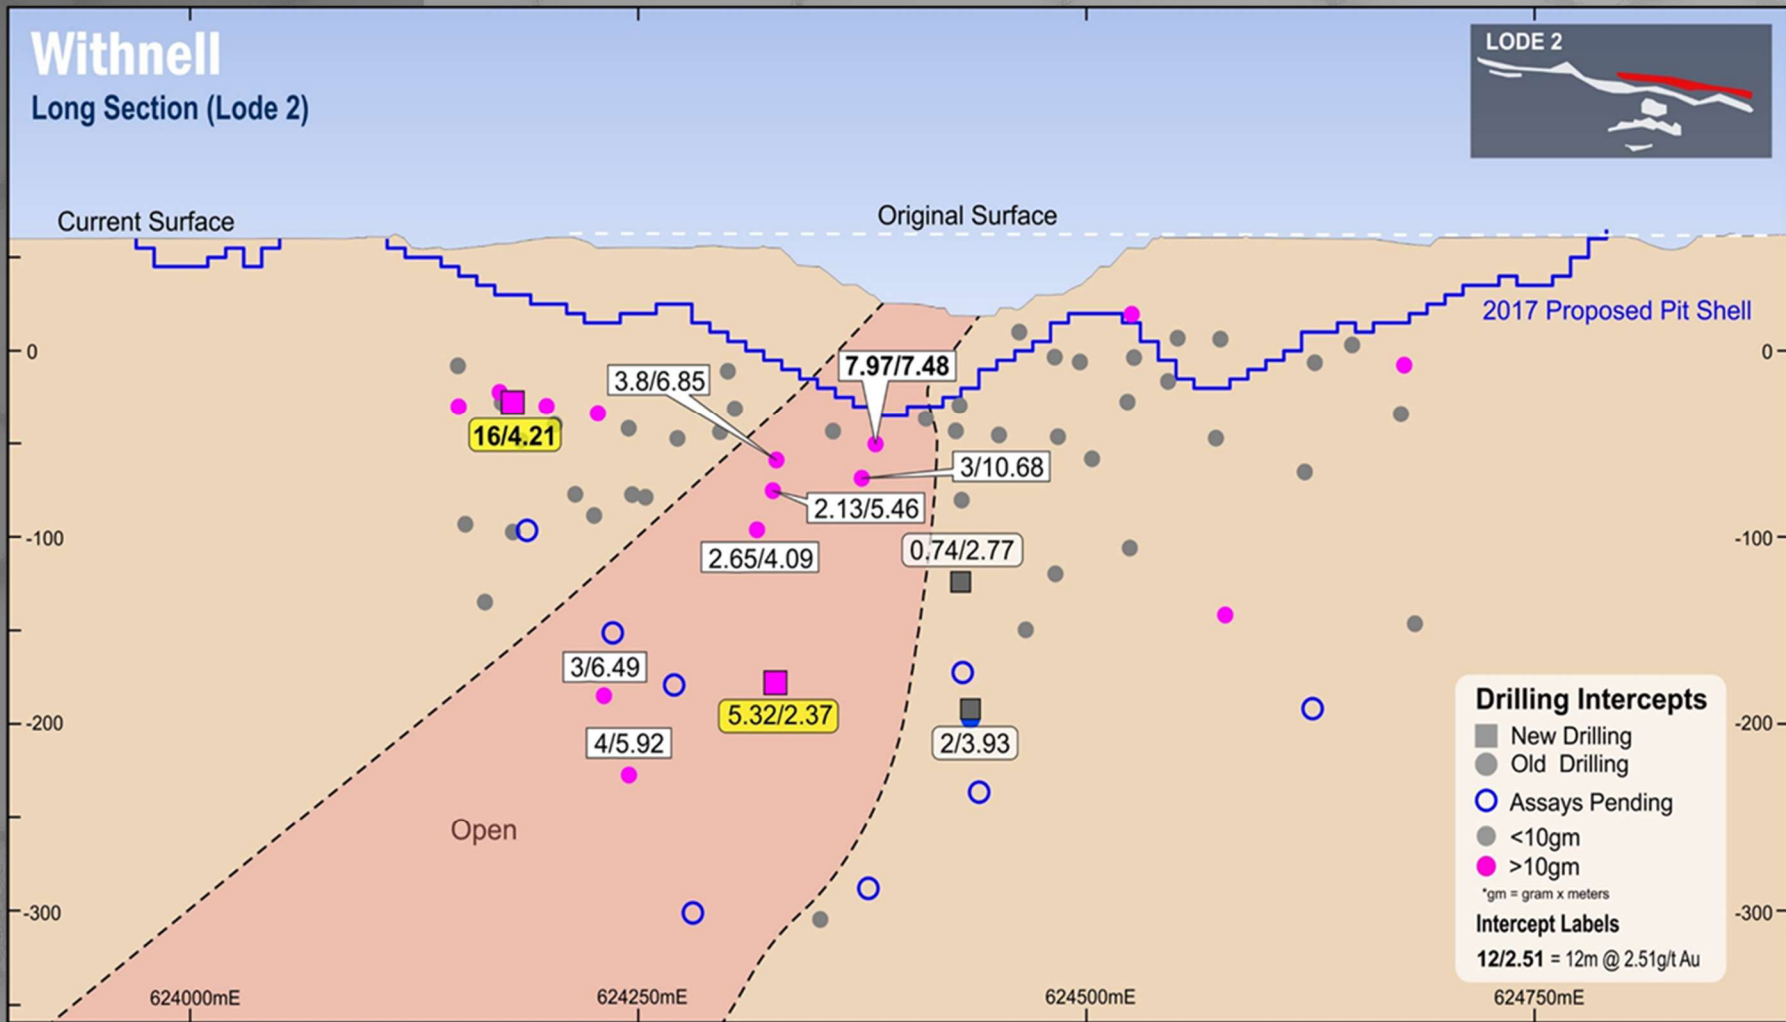 Withnell
Long Section (Lode 2)
LODE 2
Current Surface
Original Surface
2017 Proposed Pit Shell
0
0
3.8/6.85
7.97/7.48
16/4.21
3/10.68
2.13/5.46
-100
-100
2.65/4.09
0.74/2.77
3/6.49
5.32/2.37
-200
-200
4/5.92
2/3.93
Open
-300
-300
624000mE
624250mE
624500mE
624750mE
Drilling Intercepts
New Drilling
Old Drilling
Assays Pending
<10gm
>10gm
*gm = gram x meters
Intercept Labels
12/2.51 = 12m @ 2.51g/t Au